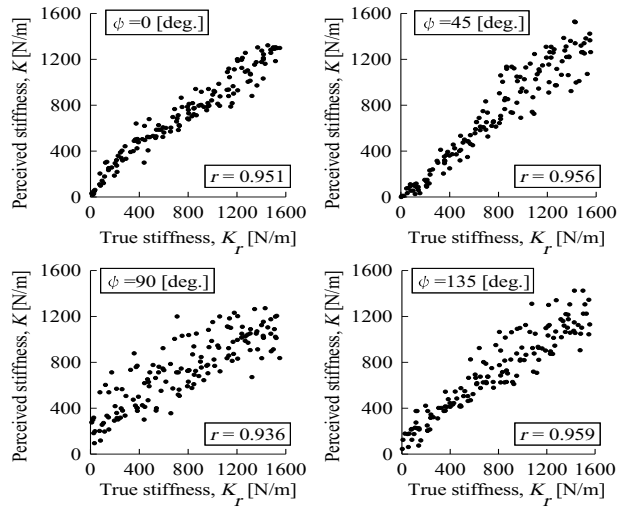 1600
1200
800
400
0
Perceived stiffness, K [N/m]
ϕ =0 [deg.]
r = 0.951
0 400 800 1200 1600
True stiffness, K_r [N/m]
1600
1200
800
400
0
Perceived stiffness, K [N/m]
ϕ =45 [deg.]
r = 0.956
0 400 800 1200 1600
True stiffness, K_r [N/m]
1600
1200
800
400
0
Perceived stiffness, K [N/m]
ϕ =90 [deg.]
r = 0.936
0 400 800 1200 1600
True stiffness, K_r [N/m]
1600
1200
800
400
0
Perceived stiffness, K [N/m]
ϕ =135 [deg.]
r = 0.959
0 400 800 1200 1600
True stiffness, K_r [N/m]